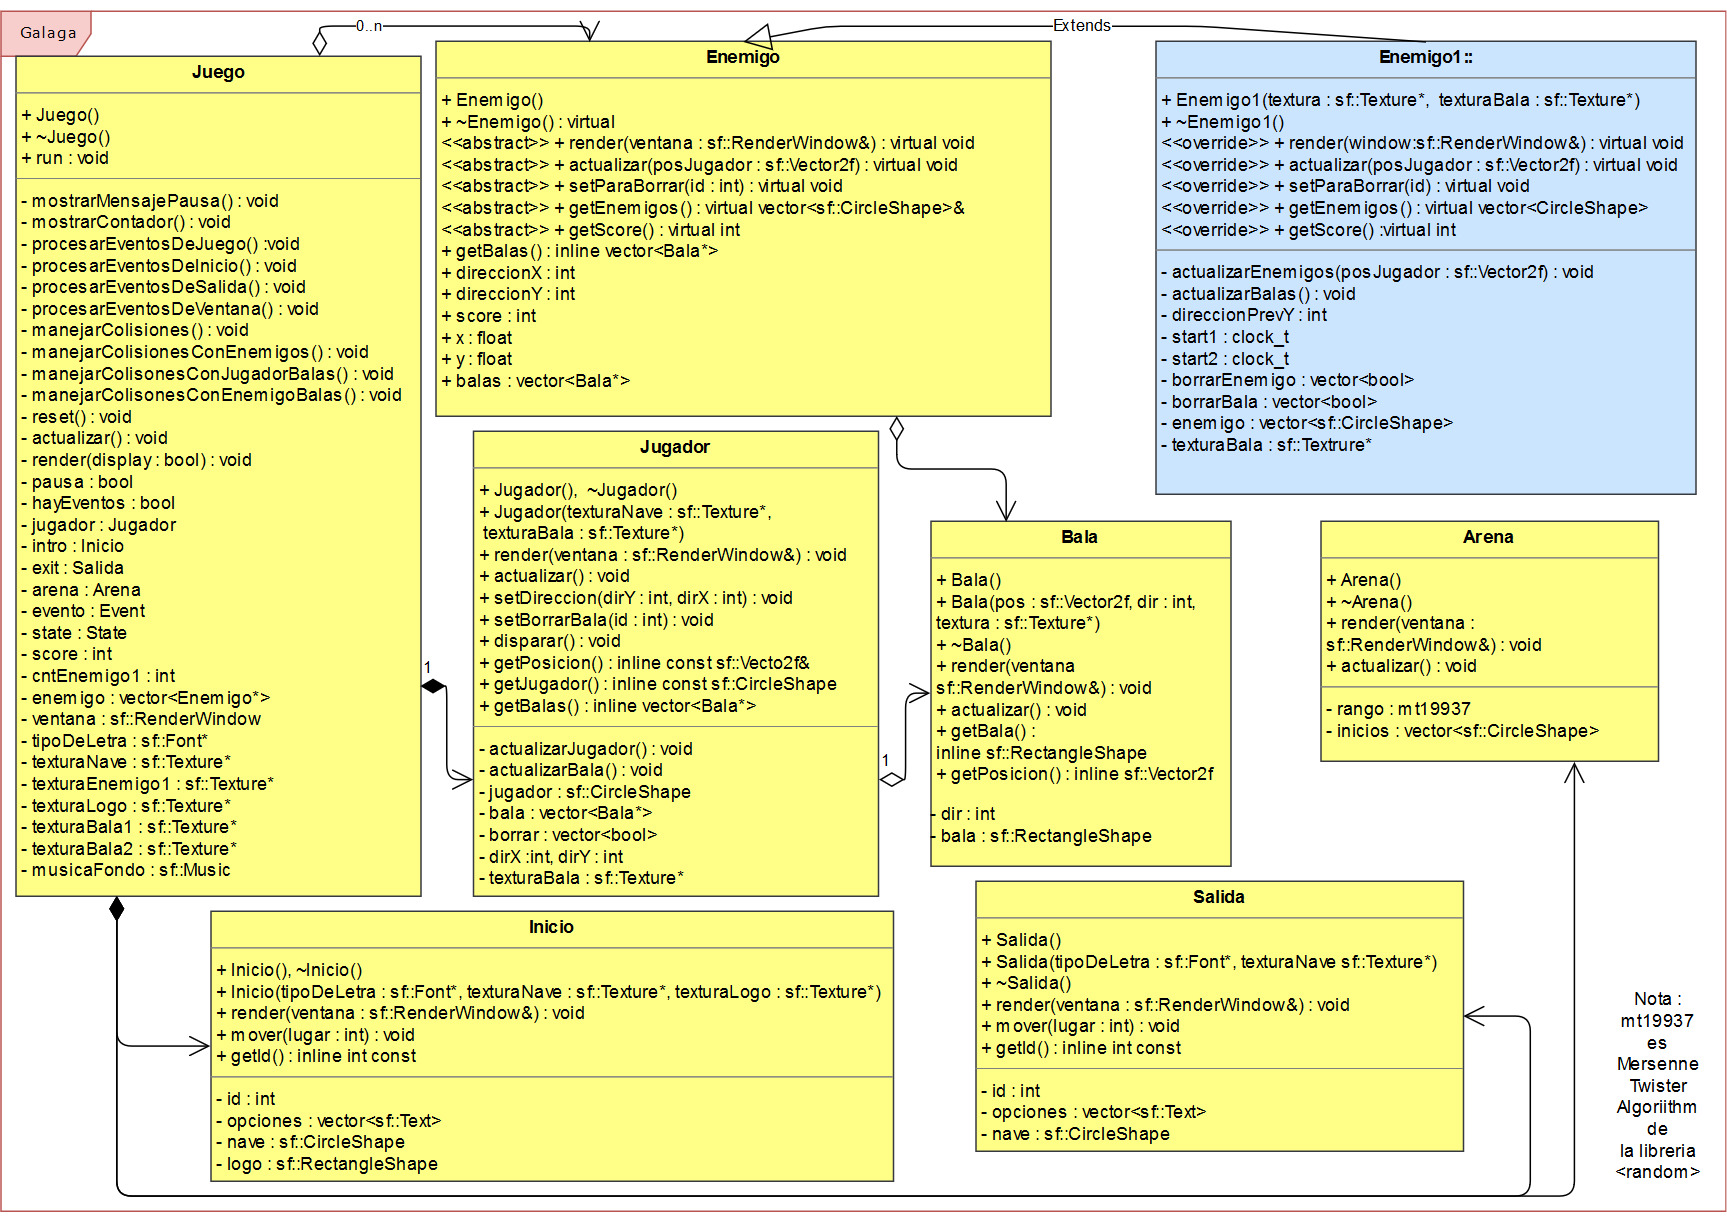 Galaga
0..n
Extends
Juego
+ Juego()
+ ~Juego()
+ run : void
- mostrarMensajePausa() : void
- mostrarContador() : void
- procesarEventosDeJuego() :void
- procesarEventosDeInicio() : void
- procesarEventosDeSalida() : void
- procesarEventosDeVentana() : void
- manejarColisiones() : void
- manejarColisionesConEnemigos() : void
- manejarColisonesConJugadorBalas() : void
- manejarColisonesConEnemigoBalas() : void
- reset() : void
- actualizar() : void
- render(display : bool) : void
- pausa : bool
- hayEventos : bool
- jugador : Jugador
- intro : Inicio
- exit : Salida
- arena : Arena
- evento : Event
- state : State
- score : int
- cntEnemigo1 : int
- enemigo : vector<Enemigo*>
- ventana : sf::RenderWindow
- tipoDeLetra : sf::Font*
- texturaNave : sf::Texture*
- texturaEnemigo1 : sf::Texture*
- texturaLogo : sf::Texture*
- texturaBala1 : sf::Texture*
- texturaBala2 : sf::Texture*
- musicaFondo : sf::Music
Enemigo
+ Enemigo()
+ ~Enemigo() : virtual
<<abstract>> + render(ventana : sf::RenderWindow&) : virtual void
<<abstract>> + actualizar(posJugador : sf::Vector2f) : virtual void
<<abstract>> + setParaBorrar(id : int) : virtual void
<<abstract>> + getEnemigos() : virtual vector<sf::CircleShape>&
<<abstract>> + getScore() : virtual int
+ getBalas() : inline vector<Bala*>
+ direccionX : int
+ direccionY : int
+ score : int
+ x : float
+ y : float
+ balas : vector<Bala*>
Enemigo1::
+ Enemigo1(textura : sf::Texture*, texturaBala : sf::Texture*)
+ ~Enemigo1()
<<override>> + render(window:sf::RenderWindow&) : virtual void
<<override>> + actualizar(posJugador : sf::Vector2f) : virtual void
<<override>> + setParaBorrar(id) : virtual void
<<override>> + getEnemigos() : virtual vector<CircleShape>
<<override>> + getScore() :virtual int
- actualizarEnemigos(posJugador : sf::Vector2f) : void
- actualizarBalas() : void
- direccionPrevY : int
- start1 : clock_t
- start2 : clock_t
- borrarEnemigo : vector<bool>
- borrarBala : vector<bool>
- enemigo : vector<sf::CircleShape>
- texturaBala : sf::Textrure*
1
Jugador
+ Jugador(), ~Jugador()
+ Jugador(texturaNave : sf::Texture*,
texturaBala : sf::Texture*)
+ render(ventana : sf::RenderWindow&) : void
+ actualizar() : void
+ setDireccion(dirY : int, dirX : int) : void
+ setBorrarBala(id : int) : void
+ disparar() : void
+ getPosicion() : inline const sf::Vecto2f&
+ getJugador() : inline const sf::CircleShape
+ getBalas() : inline vector<Bala*>
- actualizarJugador() : void
- actualizarBala() : void
- jugador : sf::CircleShape
- bala : vector<Bala*>
- borrar : vector<bool>
- dirX :int, dirY : int
- texturaBala : sf::Texture*
1
Bala
+ Bala()
+ Bala(pos : sf::Vector2f, dir : int,
textura : sf::Texture*)
+ ~Bala()
+ render(ventana
sf::RenderWindow&) : void
+ actualizar() : void
+ getBala() :
inline sf::RectangleShape
+ getPosicion() : inline sf::Vector2f
- dir : int
- bala : sf::RectangleShape
Arena
+ Arena()
+ ~Arena()
+ render(ventana :
sf::RenderWindow&) : void
+ actualizar() : void
- rango : mt19937
- inicios : vector<sf::CircleShape>
Inicio
+ Inicio(), ~Inicio()
+ Inicio(tipoDeLetra : sf::Font*, texturaNave : sf::Texture*, texturaLogo : sf::Texture*)
+ render(ventana : sf::RenderWindow&) : void
+ mover(lugar : int) : void
+ getId() : inline int const
- id : int
- opciones : vector<sf::Text>
- nave : sf::CircleShape
- logo : sf::RectangleShape
Salida
+ Salida()
+ Salida(tipoDeLetra : sf::Font*, texturaNave sf::Texture*)
+ ~Salida()
+ render(ventana : sf::RenderWindow&) : void
+ mover(lugar : int) : void
+ getId() : inline int const
- id : int
- opciones : vector<sf::Text>
- nave : sf::CircleShape
Nota :
mt19937
es
Mersenne
Twister
Algoriithm
de
la libreria
<random>